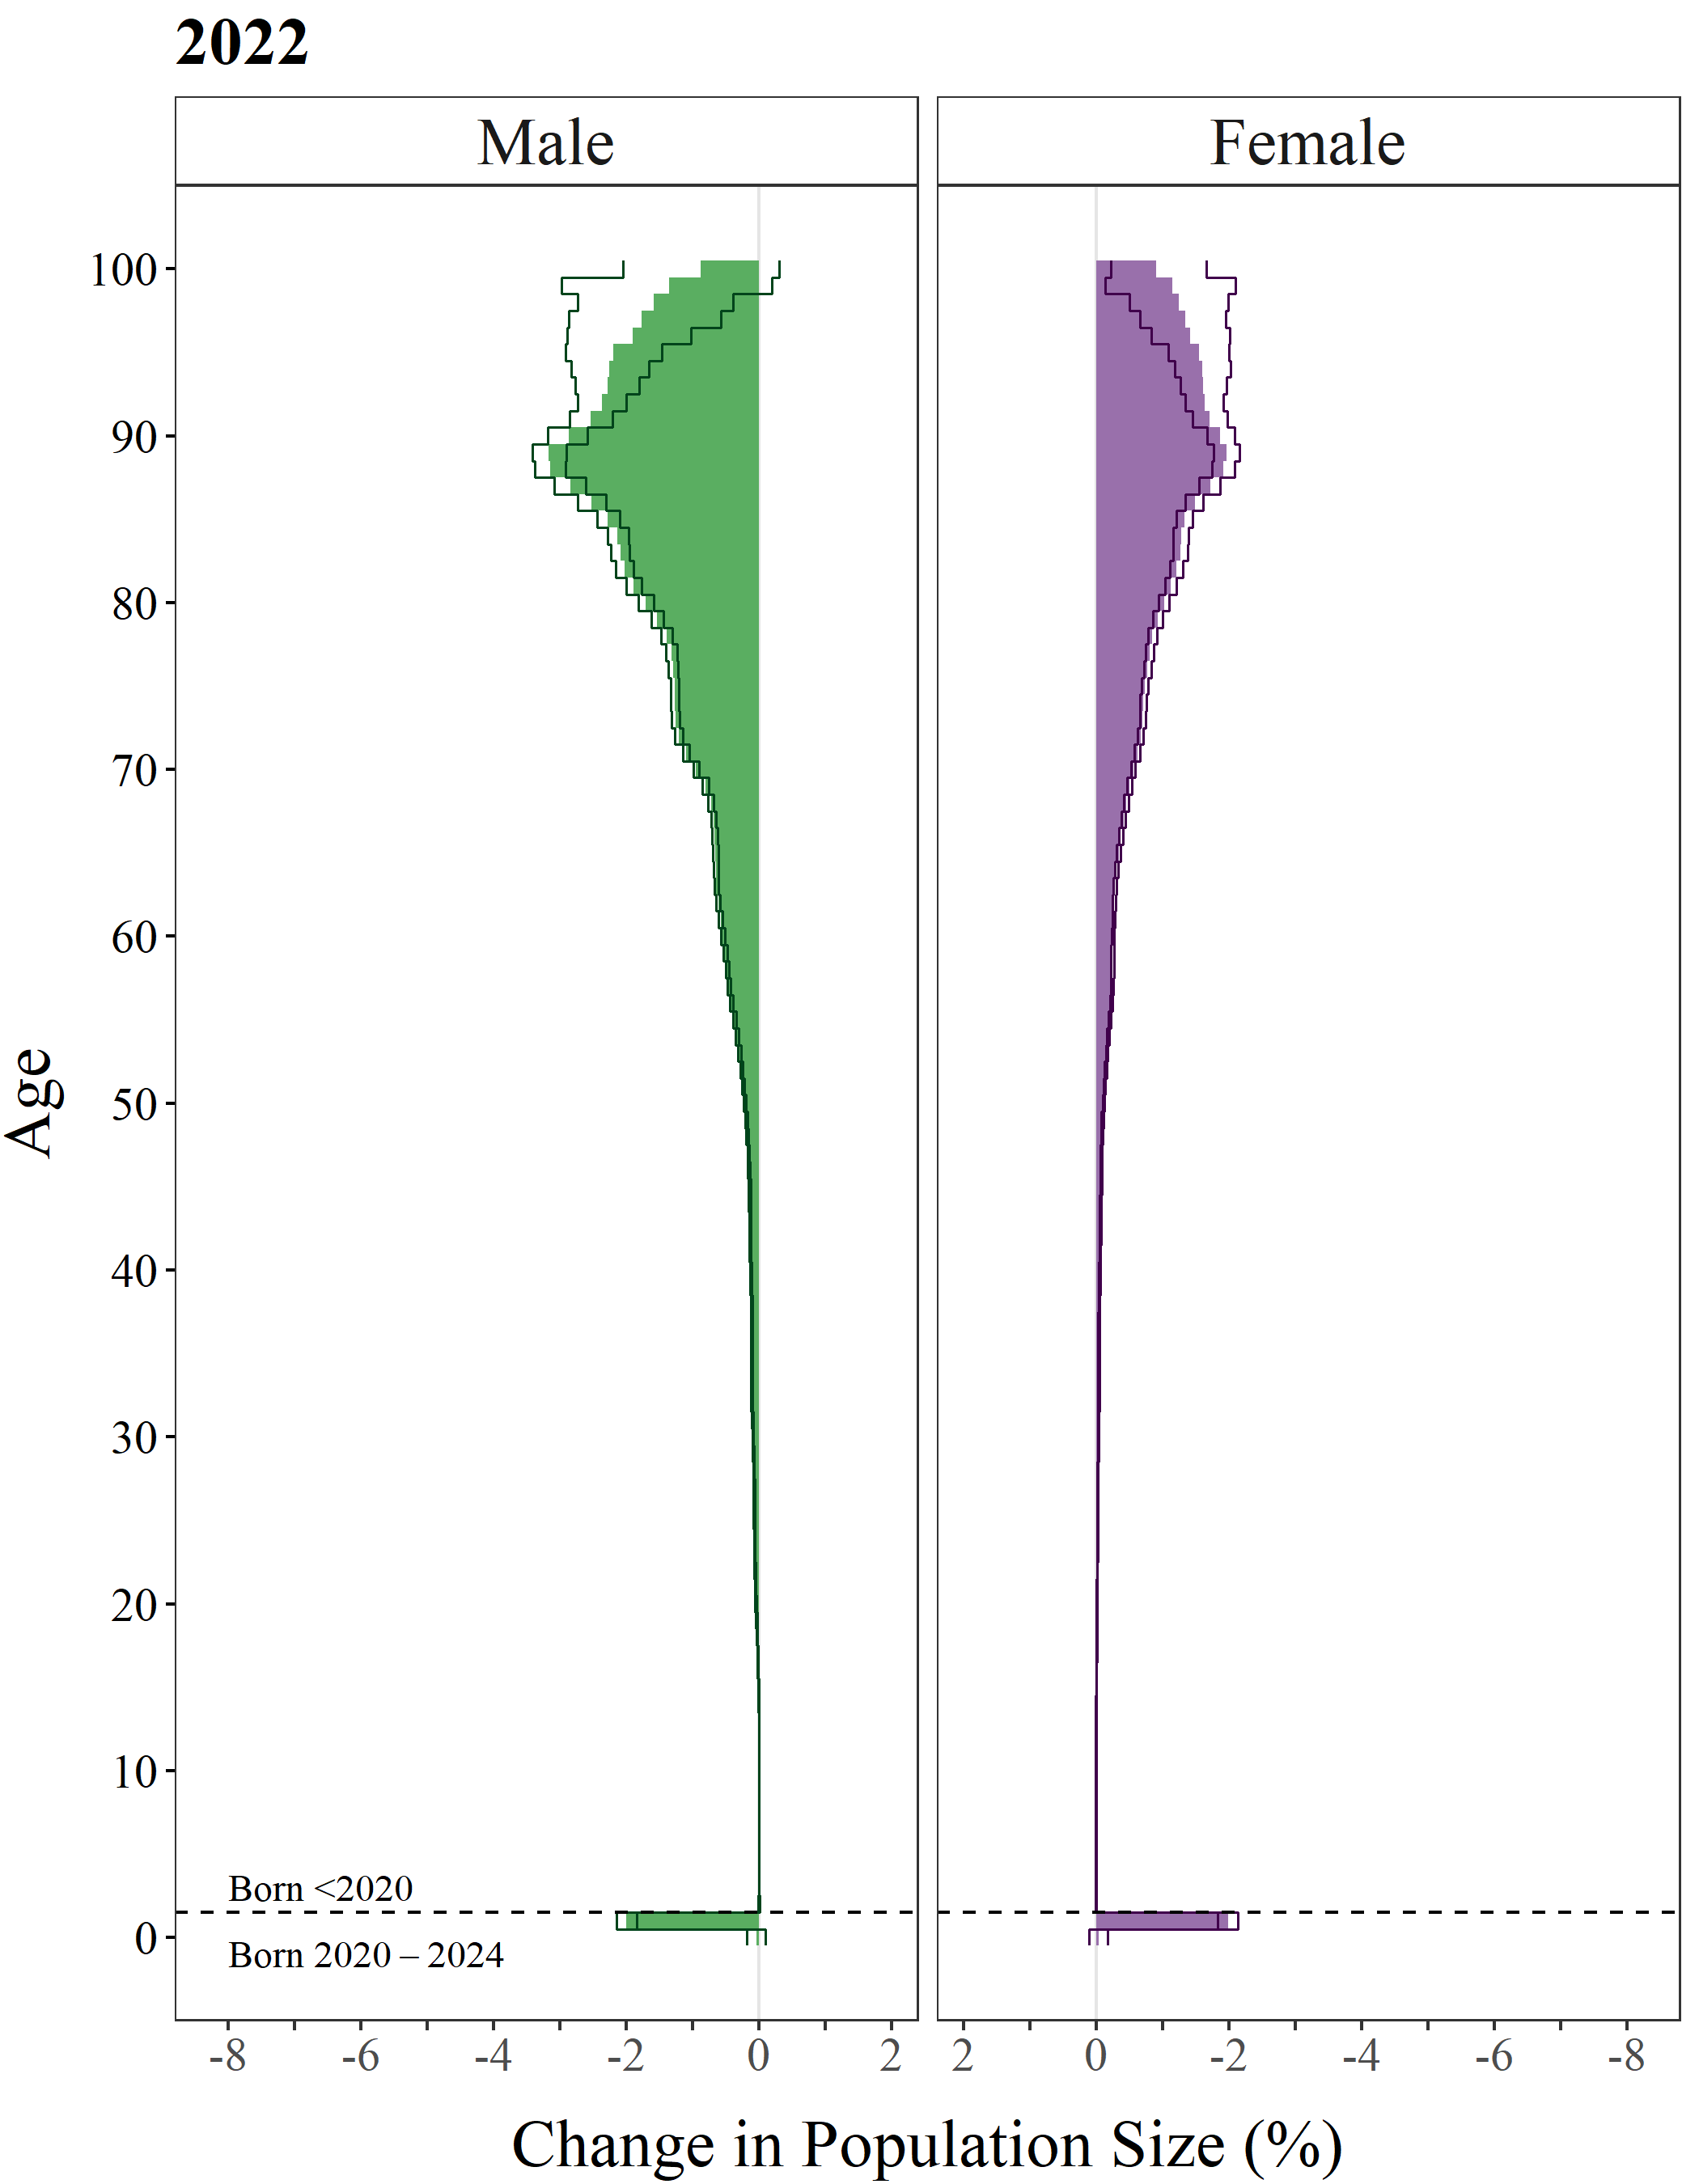 2022
Male
Female
100
90
80
70
60
50
40
30
20
10
0
Age
Born <2020
Born 2020 – 2024
-8 -6 -4 -2 0 2
2 0 -2 -4 -6 -8
Change in Population Size (%)